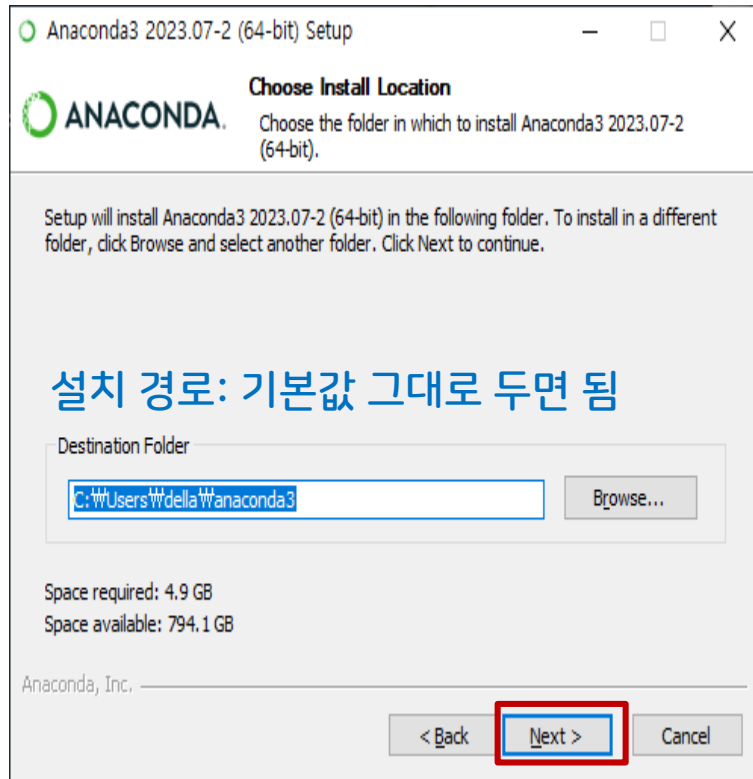 Anaconda3 2023.07-2 (64-bit) Setup
ANACONDA.
Choose Install Location
Choose the folder in which to install Anaconda3 2023.07-2
(64-bit).
Setup will install Anaconda3 2023.07-2 (64-bit) in the following folder. To install in a different
folder, click Browse and select another folder. Click Next to continue.
설치 경로: 기본값 그대로 두면 됨
Destination Folder
C:₩Users₩della₩anaconda3
Browse...
Space required: 4.9 GB
Space available: 794.1 GB
Anaconda, Inc.
< Back
Next >
Cancel